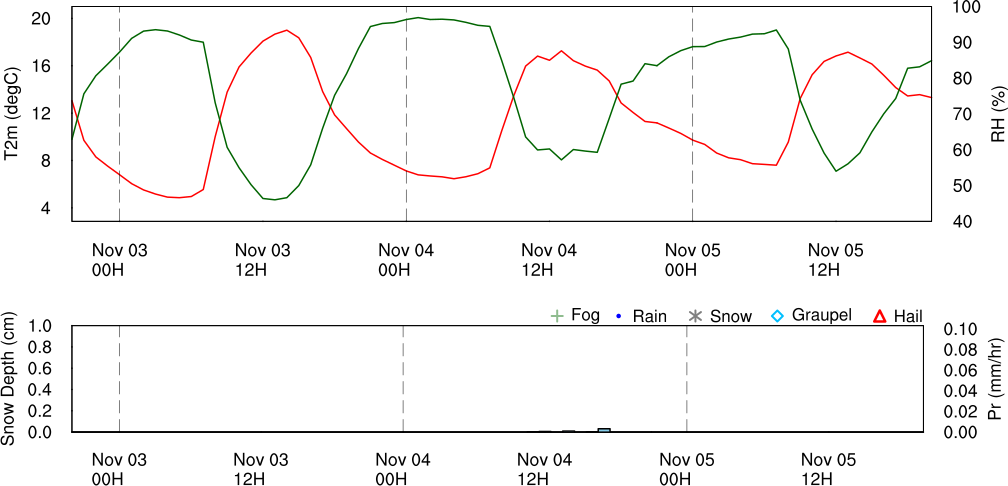 20 100
16 90
12 80
8 70
4 60
50
40
T2m (degC)
RH (%)
Nov 03 Nov 03 Nov 04 Nov 04 Nov 05 Nov 05
00H 12H 00H 12H 00H 12H
Fog Rain Snow Graupel Hail
1.0 0.10
0.8 0.08
0.6 0.06
0.4 0.04
0.2 0.02
0.0 0.00
Snow Depth (cm)
Pr (mm/hr)
Nov 03 Nov 03 Nov 04 Nov 04 Nov 05 Nov 05
00H 12H 00H 12H 00H 12H